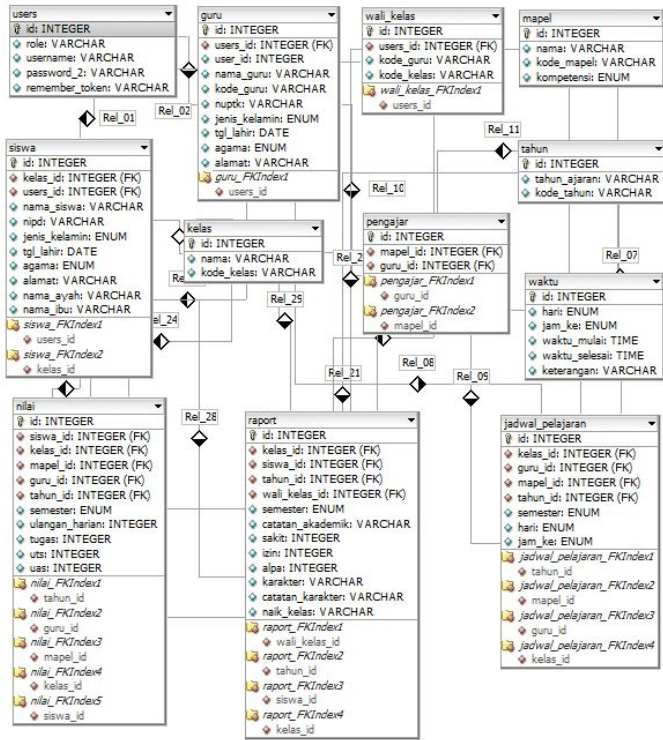 users
id: INTEGER
role: VARCHAR
username: VARCHAR
password_2: VARCHAR
remember_token: VARCHAR
guru
id: INTEGER
users_id: INTEGER (FK)
user_id: INTEGER
nama_guru: VARCHAR
kode_guru: VARCHAR
nuptk: VARCHAR
jenis_kelamin: ENUM
tgl_lahir: DATE
agama: ENUM
alamat: VARCHAR
guru_FKIndex1
users_id
wali_kelas
id: INTEGER
users_id: INTEGER (FK)
kode_guru: VARCHAR
kode_kelas: VARCHAR
wali_kelas_FKIndex1
users_id
mapel
id: INTEGER
nama: VARCHAR
kode_mapel: VARCHAR
kompetensi: ENUM
Rel_01
Rel_02
Rel_11
siswa
id: INTEGER
kelas_id: INTEGER (FK)
users_id: INTEGER (FK)
nama_siswa: VARCHAR
nipd: VARCHAR
jenis_kelamin: ENUM
tgl_lahir: DATE
agama: ENUM
alamat: VARCHAR
nama_ayah: VARCHAR
nama_ibu: VARCHAR
siswa_FKIndex1
users_id
siswa_FKIndex2
kelas_id
tahun
id: INTEGER
tahun_ajaran: VARCHAR
kode_tahun: VARCHAR
Rel_10
kelas
id: INTEGER
nama: VARCHAR
kode_kelas: VARCHAR
pengajar
id: INTEGER
mapel_id: INTEGER (FK)
guru_id: INTEGER (FK)
pengajar_FKIndex1
guru_id
pengajar_FKIndex2
mapel_id
Rel_07
waktu
id: INTEGER
hari: ENUM
jam_ke: ENUM
waktu_mulai: TIME
waktu_selesai: TIME
keterangan: VARCHAR
Rel_29
Rel_08
Rel_21
Rel_09
Rel_28
nilai
id: INTEGER
siswa_id: INTEGER (FK)
kelas_id: INTEGER (FK)
mapel_id: INTEGER (FK)
guru_id: INTEGER (FK)
tahun_id: INTEGER (FK)
semester: ENUM
ulangan_harian: INTEGER
tugas: INTEGER
uts: INTEGER
uas: INTEGER
nilai_FKIndex1
tahun_id
nilai_FKIndex2
guru_id
nilai_FKIndex3
mapel_id
nilai_FKIndex4
kelas_id
nilai_FKIndex5
siswa_id
raport
id: INTEGER
kelas_id: INTEGER (FK)
siswa_id: INTEGER (FK)
tahun_id: INTEGER (FK)
wali_kelas_id: INTEGER (FK)
semester: ENUM
catatan_akademik: VARCHAR
sakit: INTEGER
izin: INTEGER
alpa: INTEGER
karakter: VARCHAR
catatan_karakter: VARCHAR
naik_kelas: VARCHAR
raport_FKIndex1
wali_kelas_id
raport_FKIndex2
tahun_id
raport_FKIndex3
siswa_id
raport_FKIndex4
kelas_id
jadwal_pelajaran
id: INTEGER
kelas_id: INTEGER (FK)
guru_id: INTEGER (FK)
mapel_id: INTEGER (FK)
tahun_id: INTEGER (FK)
semester: ENUM
hari: ENUM
jam_ke: ENUM
jadwal_pelajaran_FKIndex1
tahun_id
jadwal_pelajaran_FKIndex2
mapel_id
jadwal_pelajaran_FKIndex3
guru_id
jadwal_pelajaran_FKIndex4
kelas_id